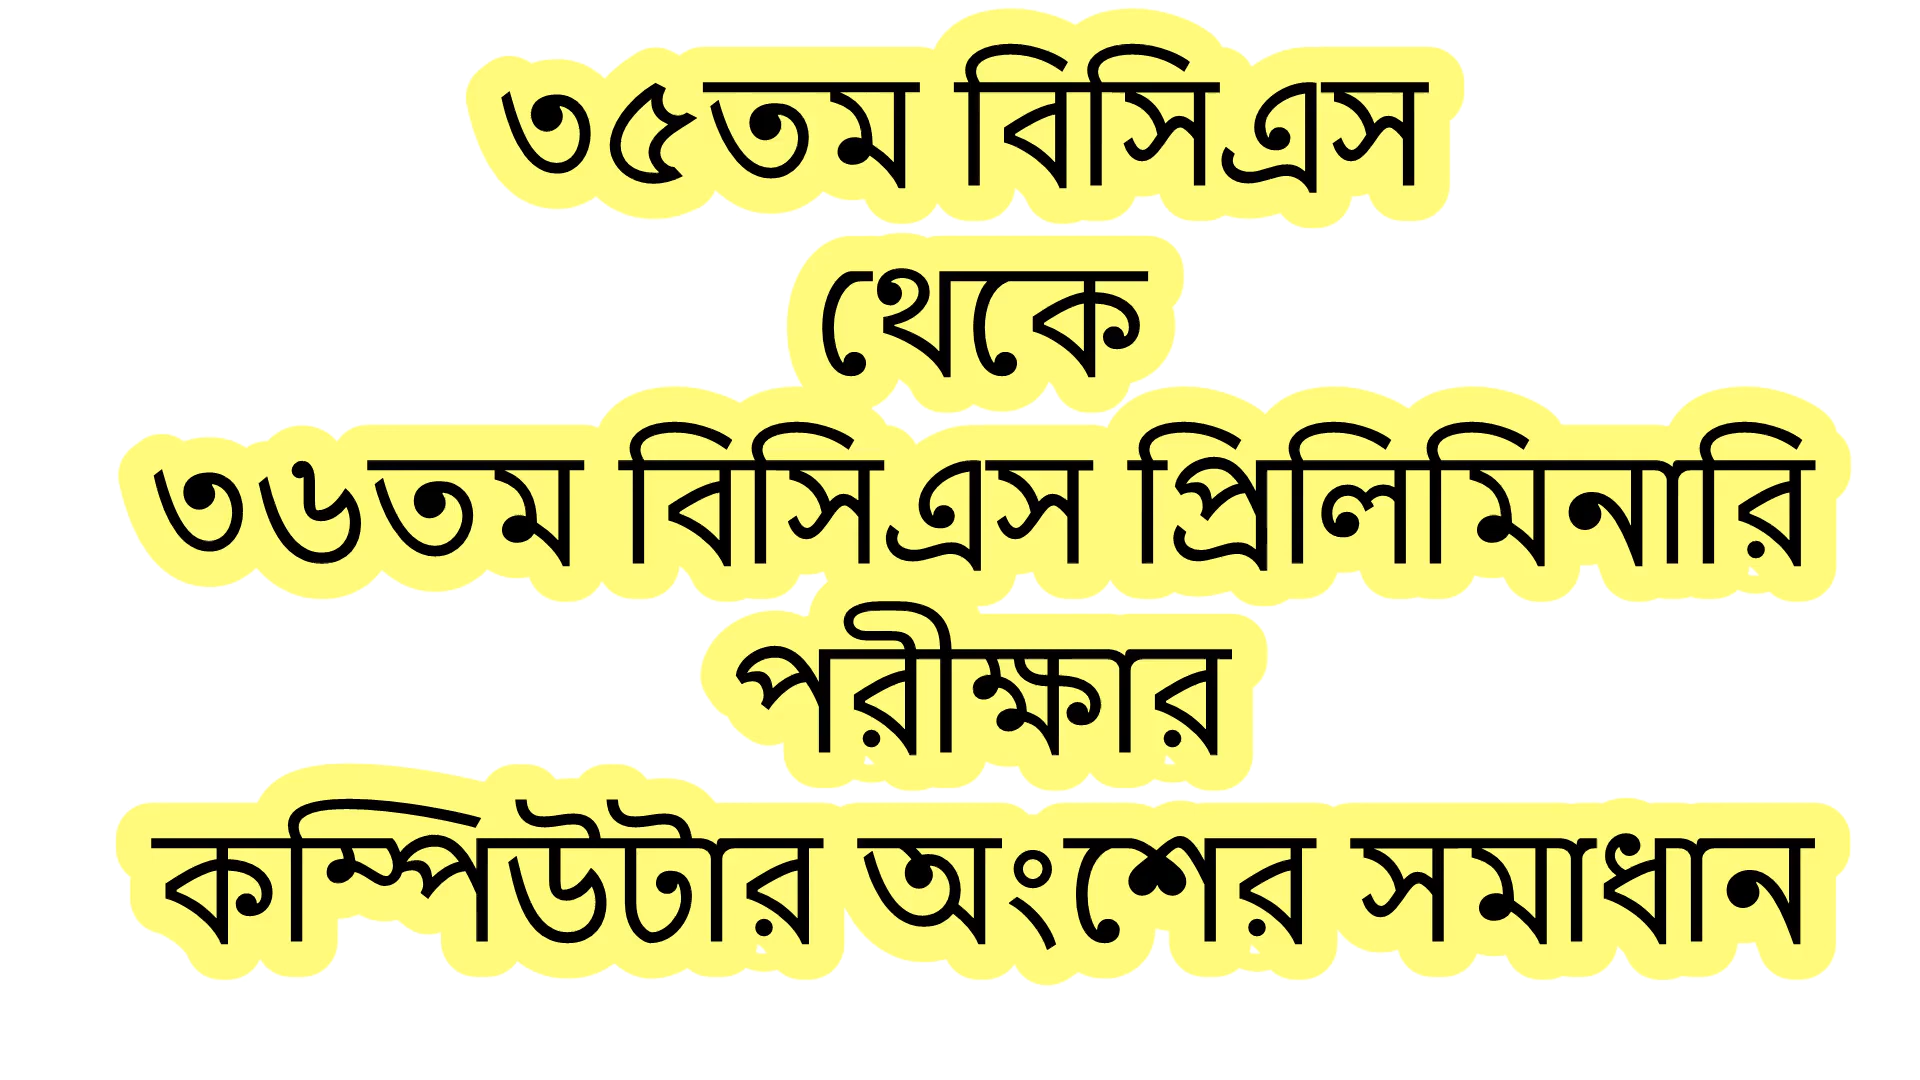 ৩৫তম বিসিএস
থেকে
৩৬তম বিসিএস প্রিলিমিনারি
পরীক্ষার
কম্পিউটার অংশের সমাধান